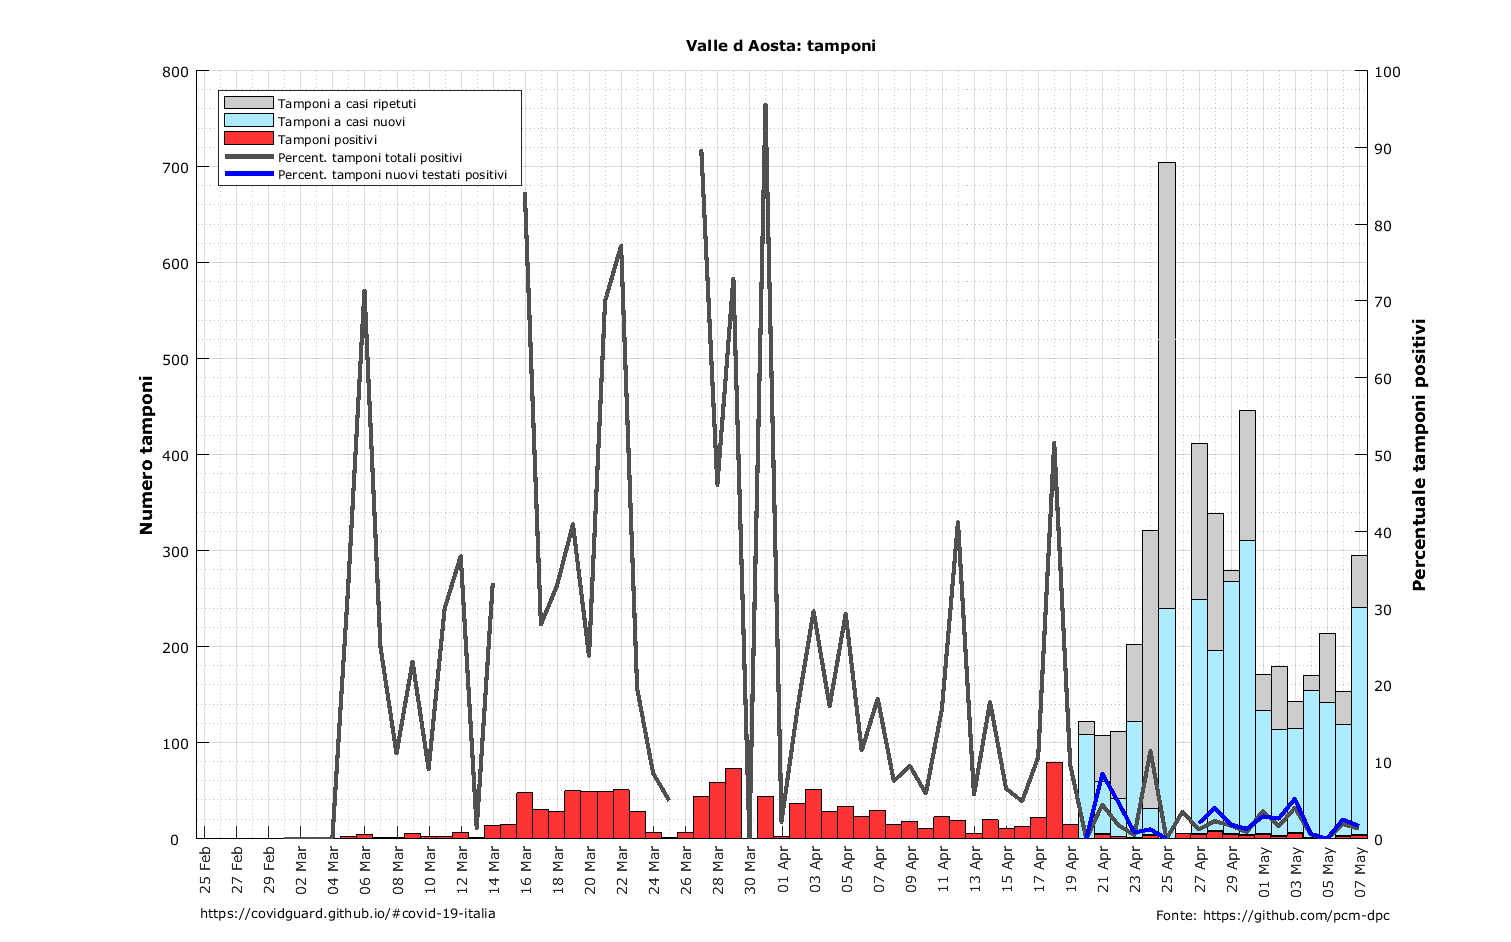 Valle d Aosta: tamponi
Tamponi a casi ripetuti
Tamponi a casi nuovi
Tamponi positivi
Percent. tamponi totali positivi
Percent. tamponi nuovi testati positivi
Numero tamponi
800
700
600
500
400
300
200
100
0
Percentuale tamponi positivi
100
90
80
70
60
50
40
30
20
10
0
25 Feb
27 Feb
29 Feb
02 Mar
04 Mar
06 Mar
08 Mar
10 Mar
12 Mar
14 Mar
16 Mar
18 Mar
20 Mar
22 Mar
24 Mar
26 Mar
28 Mar
30 Mar
01 Apr
03 Apr
05 Apr
07 Apr
09 Apr
11 Apr
13 Apr
15 Apr
17 Apr
19 Apr
21 Apr
23 Apr
25 Apr
27 Apr
29 Apr
01 May
03 May
05 May
07 May
https://covidguard.github.io/#covid-19-italia
Fonte: https://github.com/pcm-dpc